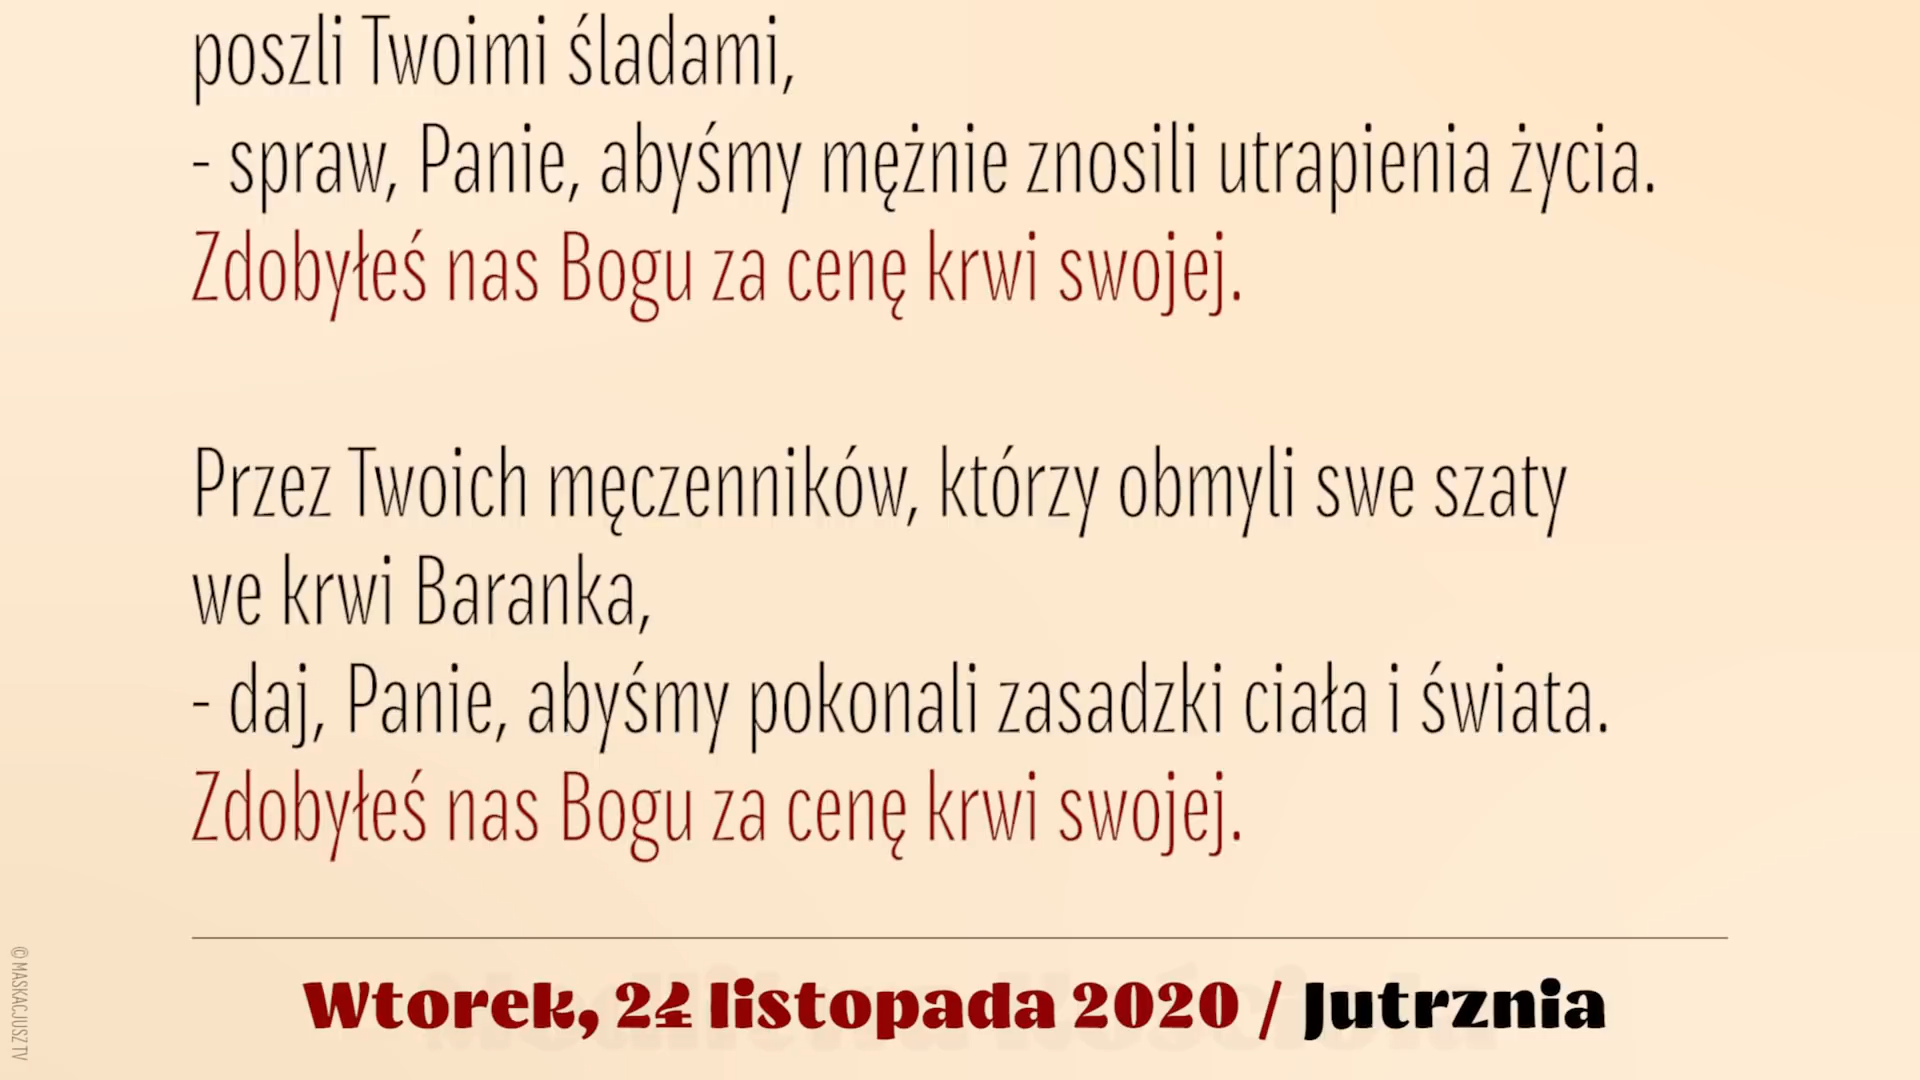 poszli Twoimi śladami,
- spraw, Panie, abyśmy mężnie znosili utrapienia życia.
Zdobyłeś nas Bogu za cenę krwi swojej.
Przez Twoich męczenników, którzy obmyli swe szaty
we krwi Baranka,
- daj, Panie, abyśmy pokonali zasadzki ciała i świata.
Zdobyłeś nas Bogu za cenę krwi swojej.
Wtorek, 24 listopada 2020 / Jutrznia
© MASKACJUSZ TV